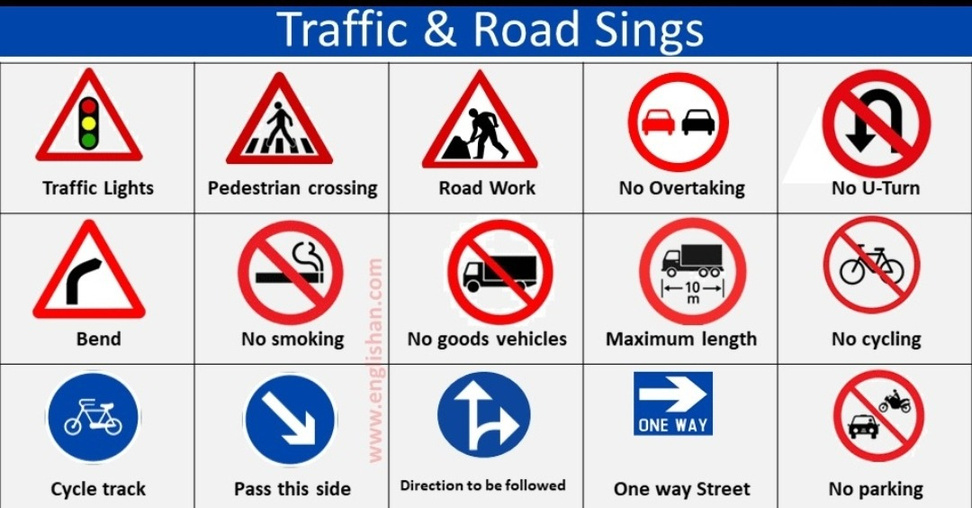 Traffic & Road Sings
Traffic Lights
Pedestrian crossing
Road Work
No Overtaking
No U-Turn
10
m
Bend
No smoking
No goods vehicles
Maximum length
No cycling
www.englishan.com
ONE WAY
Cycle track
Pass this side
Direction to be followed
One way Street
No parking